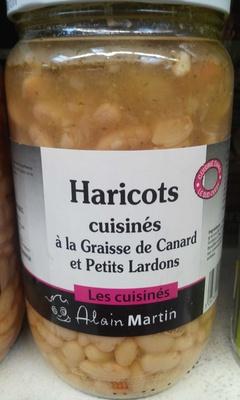 Haricots
cuisinés
à la Graisse de Canard
et Petits Lardons
Les cuisinés
Alain Martin